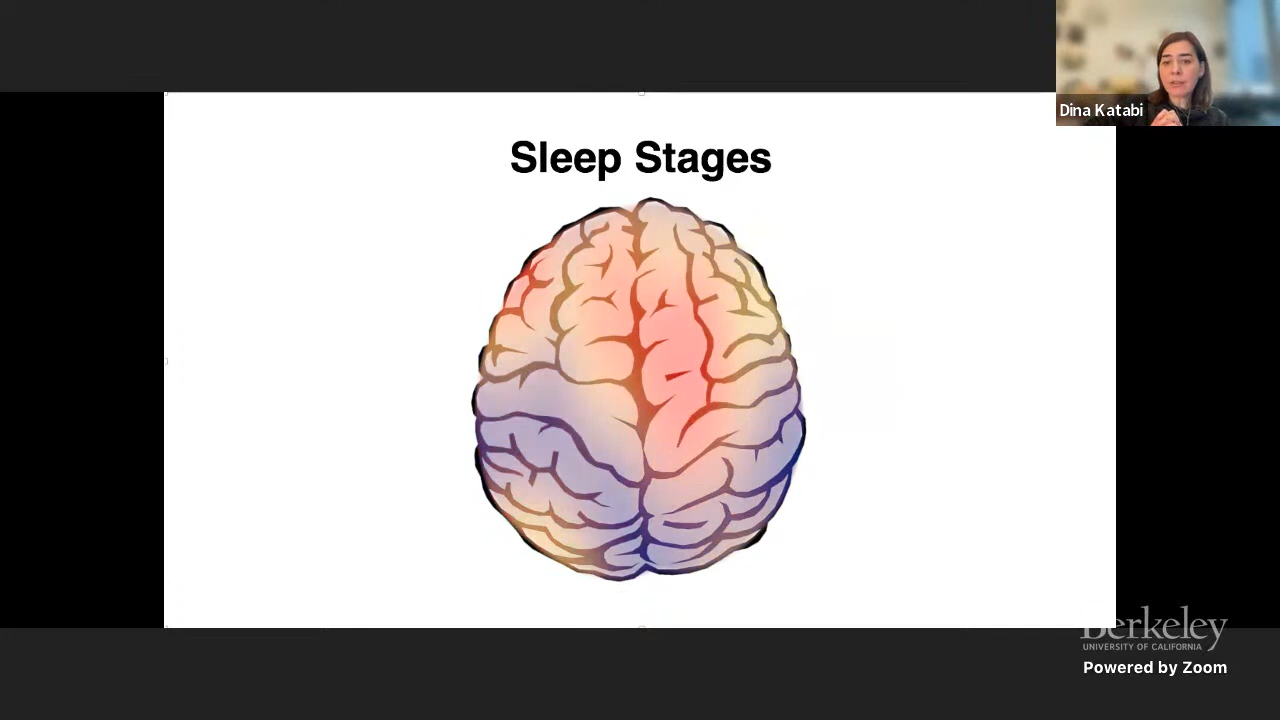 Dina Katabi
Sleep Stages
Berkeley
UNIVERSITY OF CALIFORNIA
Powered by Zoom